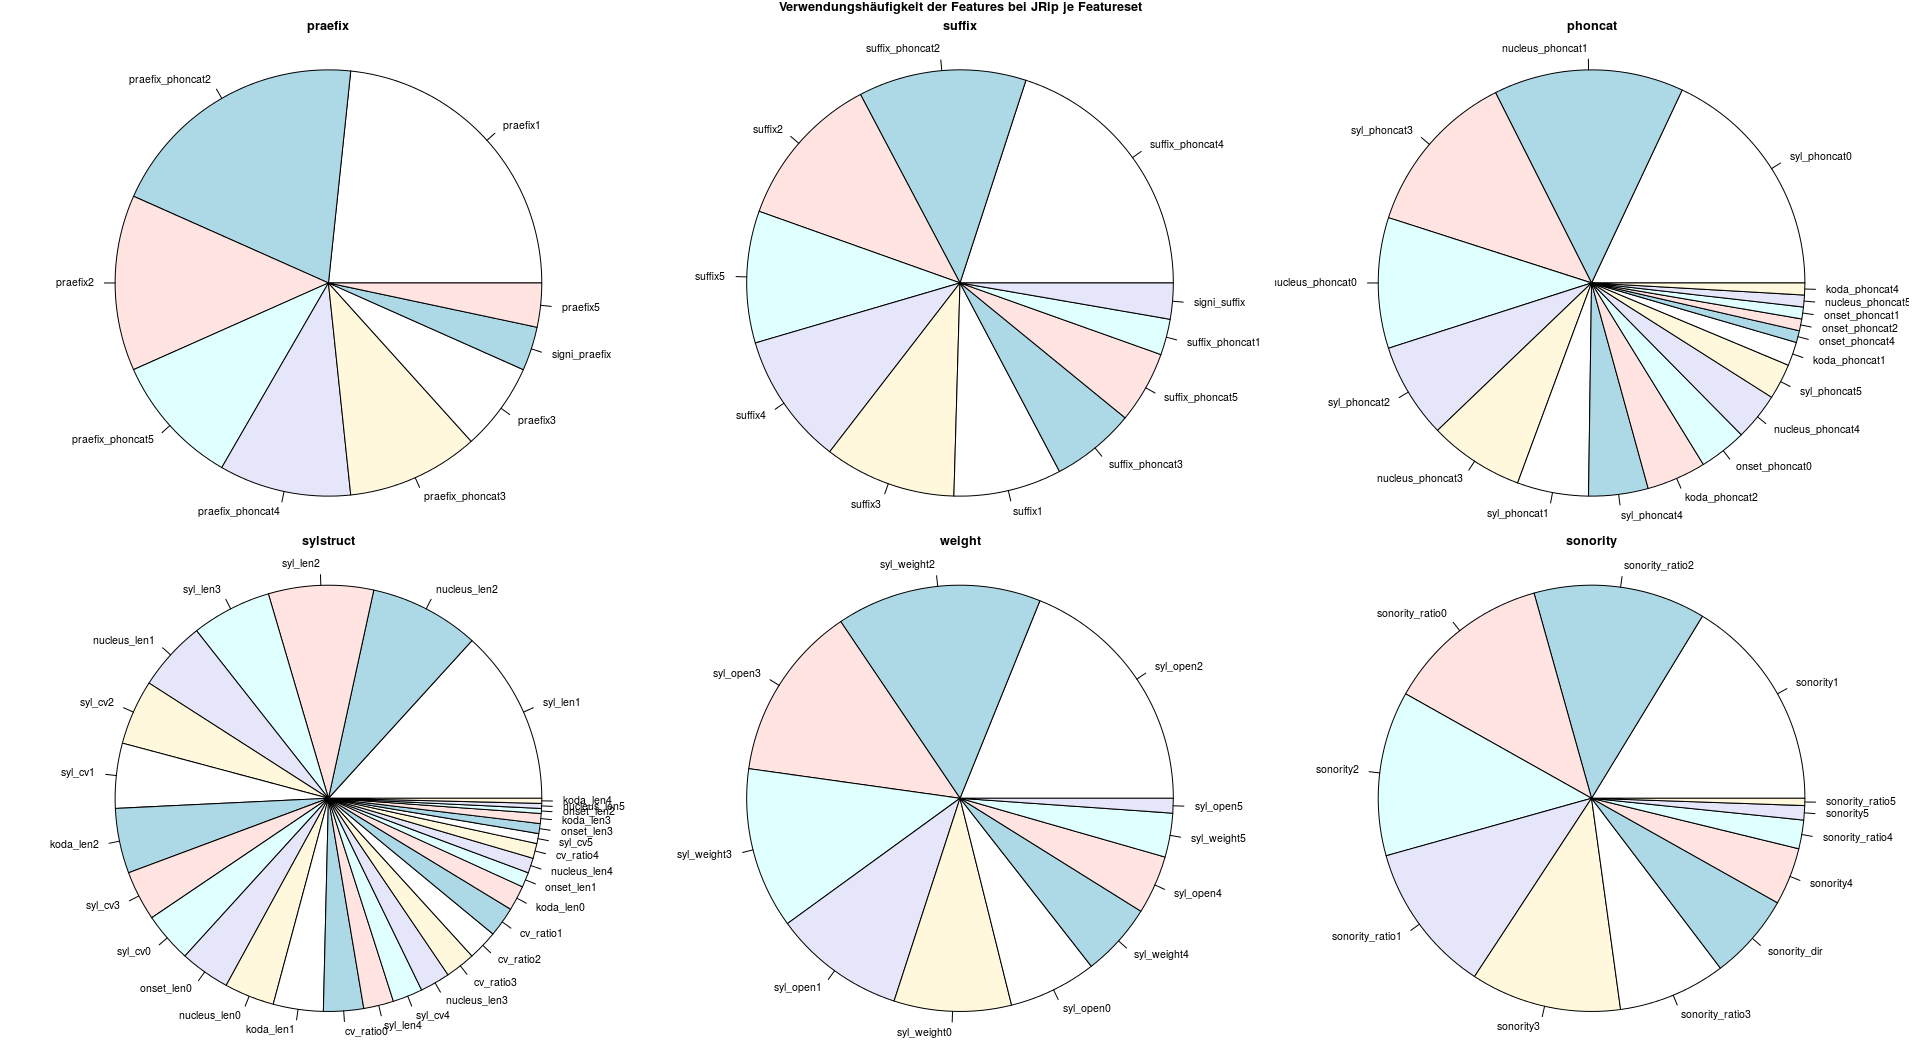 Verwendungshäufigkeit der Features bei JRip je Featureset
praefix
praefix_phoncat2
praefix1
praefix2
praefix5
signi_praefix
praefix3
praefix_phoncat5
praefix_phoncat3
praefix_phoncat4
suffix
suffix_phoncat2
suffix2
suffix_phoncat4
suffix5
signi_suffix
suffix_phoncat1
suffix_phoncat5
suffix4
suffix_phoncat3
suffix3
suffix1
phoncat
nucleus_phoncat1
syl_phoncat3
syl_phoncat0
ucleus_phoncat0
koda_phoncat4
nucleus_phoncat5
onset_phoncat1
onset_phoncat2
onset_phoncat4
koda_phoncat1
syl_phoncat5
syl_phoncat2
nucleus_phoncat4
onset_phoncat0
nucleus_phoncat3
koda_phoncat2
syl_phoncat1
syl_phoncat4
sylstruct
syl_len2
syl_len3
nucleus_len2
nucleus_len1
syl_cv2
syl_len1
syl_cv1
koda_len4
nucleus_len5
onset_len2
koda_len3
onset_len3
koda_len2
syl_cv5
cv_ratio4
nucleus_len4
onset_len1
syl_cv3
koda_len0
cv_ratio1
syl_cv0
cv_ratio2
cv_ratio3
onset_len0
nucleus_len3
nucleus_len0
syl_cv4
koda_len1
cv_ratio0
syl_len4
weight
syl_weight2
syl_open3
syl_open2
syl_open5
syl_weight5
syl_weight3
syl_open4
syl_weight4
syl_open1
syl_open0
syl_weight0
sonority
sonority_ratio2
sonority_ratio0
sonority1
sonority2
sonority_ratio5
sonority5
sonority_ratio4
sonority4
sonority_ratio1
sonority_dir
sonority_ratio3
sonority3